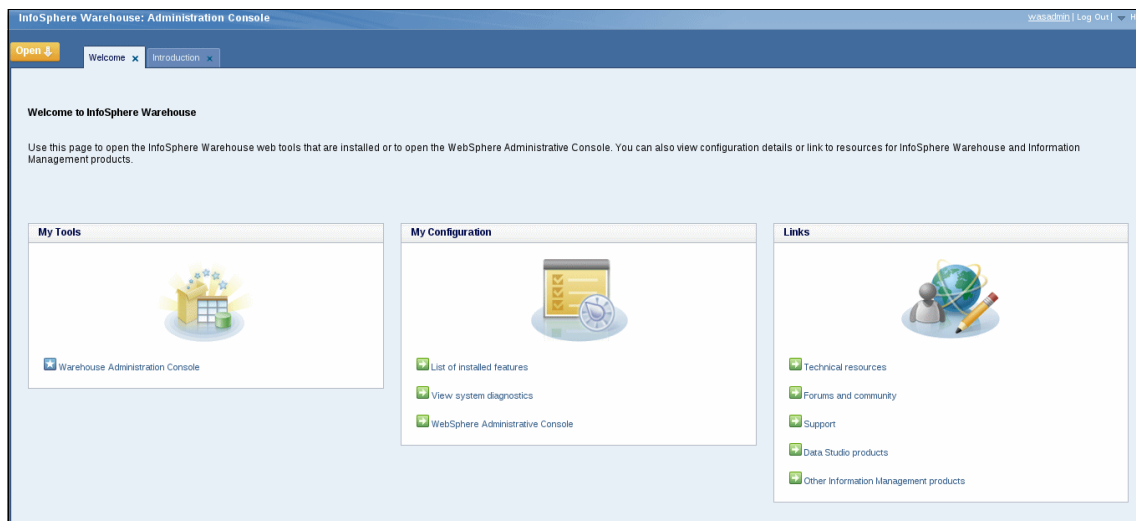 InfoSphere Warehouse: Administration Console
wasadmin | Log Out |
Open
Welcome
Introduction
Welcome to InfoSphere Warehouse
Use this page to open the InfoSphere Warehouse web tools that are installed or to open the WebSphere Administrative Console. You can also view configuration details or link to resources for InfoSphere Warehouse and Information
Management products.
My Tools
Warehouse Administration Console
My Configuration
List of installed features
View system diagnostics
WebSphere Administrative Console
Links
Technical resources
Forums and community
Support
Data Studio products
Other Information Management products